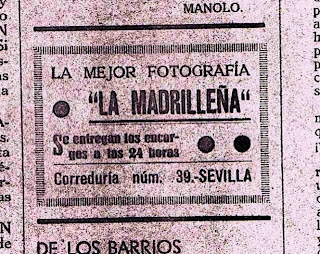 MANOLO.
LA MEJOR FOTOGRAFÍA
"LA MADRILEÑA"
Se entregan los encar-
gos a las 24 horas
Correduría núm. 39.-SEVILLA
DE LOS BARRIOS